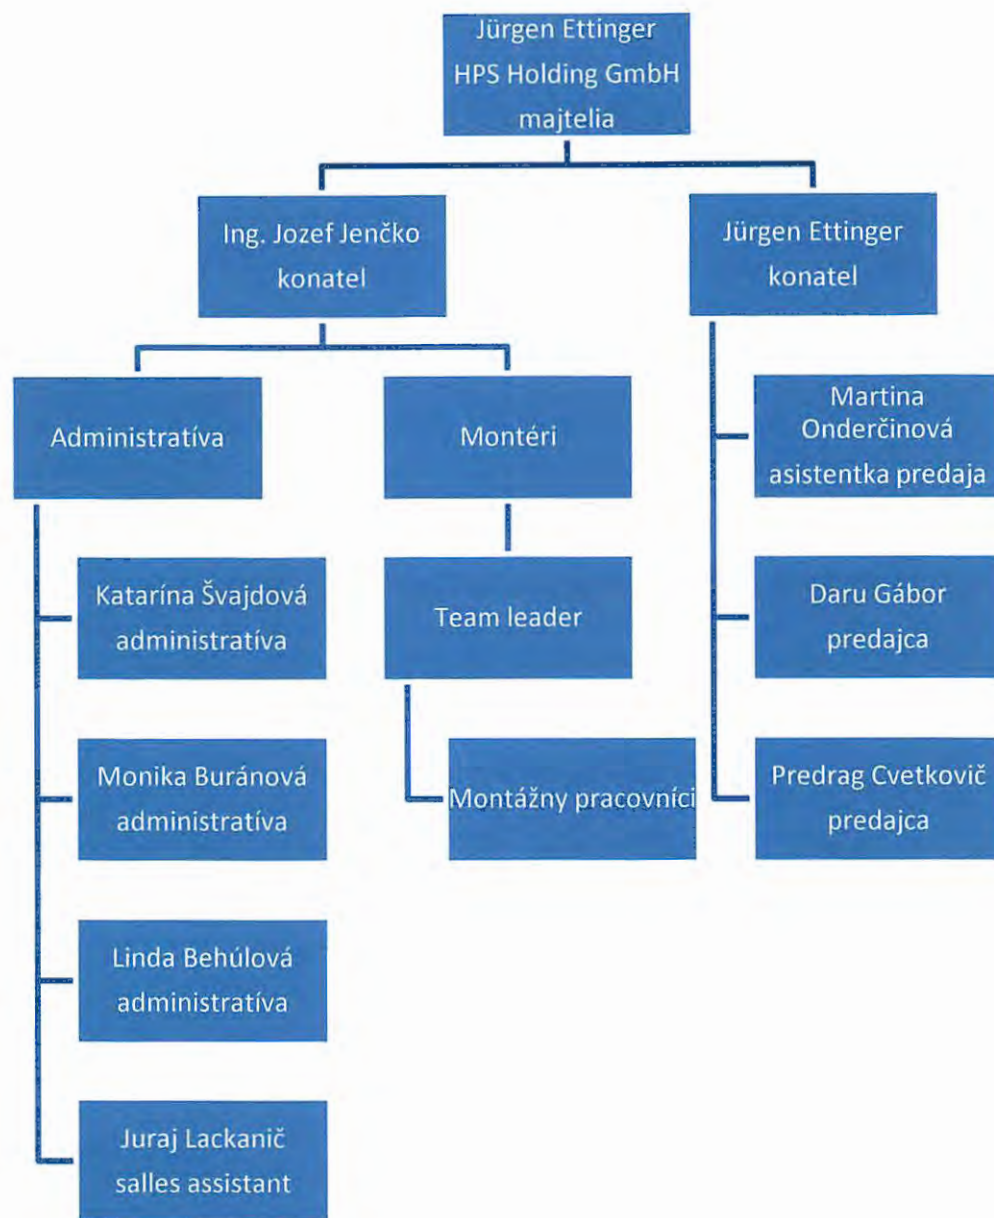 Jürgen Ettinger
HPS Holding GmbH
majtelia
Ing. Jozef Jenčko
konatel
Jürgen Ettinger
konatel
Administratíva
Montéri
Martina
Onderčinová
asistentka predaja
Katarína Švajdová
administratíva
Team leader
Daru Gábor
predajca
Monika Buránová
administratíva
Montážny pracovníci
Predrag Cvetkovič
predajca
Linda Behúlová
administratíva
Juraj Lackanič
salles assistant